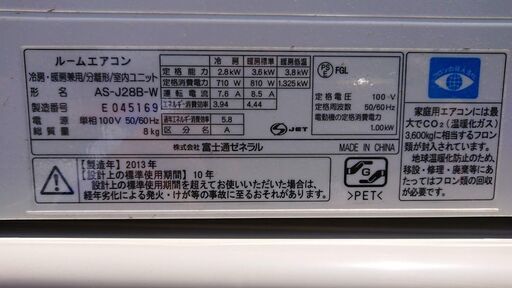 ルームエアコン
冷房・暖房兼用/分離形/室内ユニット
形名 AS-J28B-W
製造番号 E045169
電源 単相100V 50/60Hz
総質量 8kg
冷房 暖房標準 暖房低温
定格能力 2.8kW 3.6kW 3.8kW
定格消費電力 710W 810W 1.325kW
運転電流 7.6A 8.5A
エネルギー消費効率 3.94 4.44
通年エネルギー消費効率 5.8
区分 A
PSE FGL
定格電圧 100V
定格周波数 50/60Hz
電動機の定格消費電力 1.00kW
S-JET
株式会社 富士通ゼネラル MADE IN CHINA
【製造年】2013年
【設計上の標準使用期間】10年
設計上の標準使用期間を超えてお使いいただいた場合は、
経年劣化による発火・けが等の事故に至るおそれがあります。
G
>PET<
家庭用エアコンには最
大でCO2(温暖化ガス)
3,600kgに相当するフロン
類が封入されています。
地球温暖化防止のため、
移設・修理・廃棄等にあ
たってはフロン類の回収
が必要です。